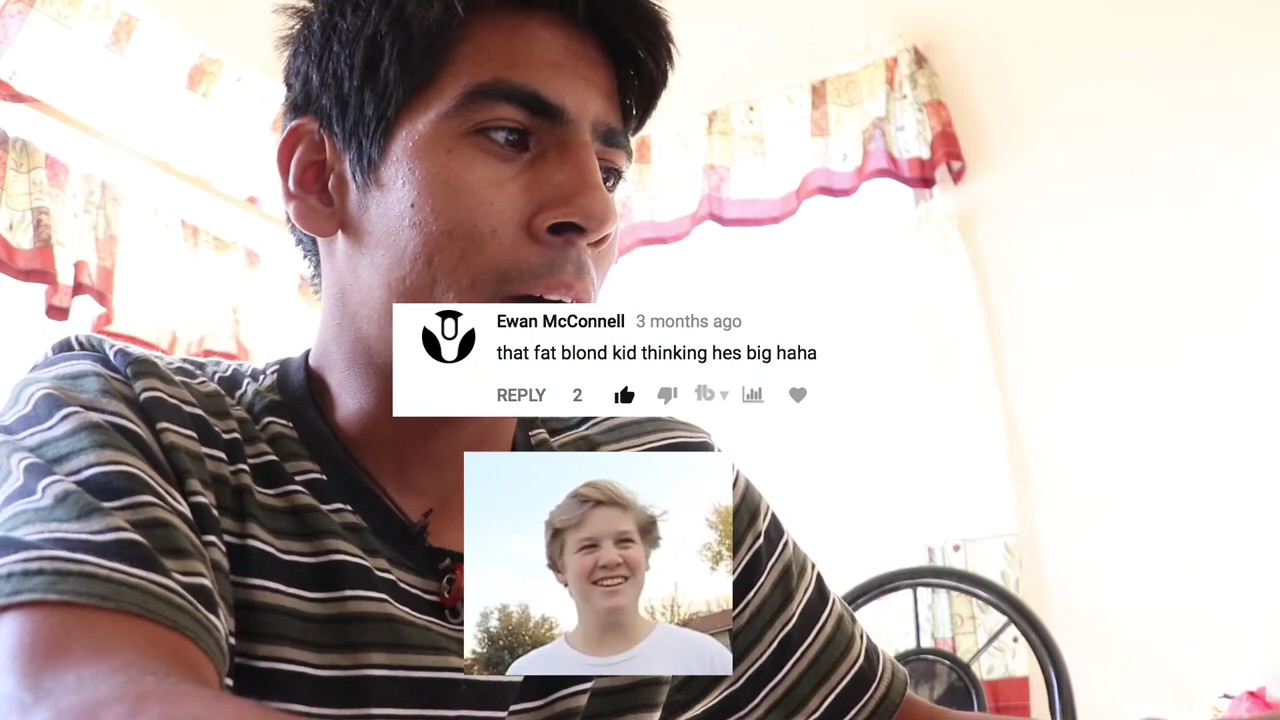 Ewan McConnell 3 months ago
that fat blond kid thinking hes big haha
REPLY 2